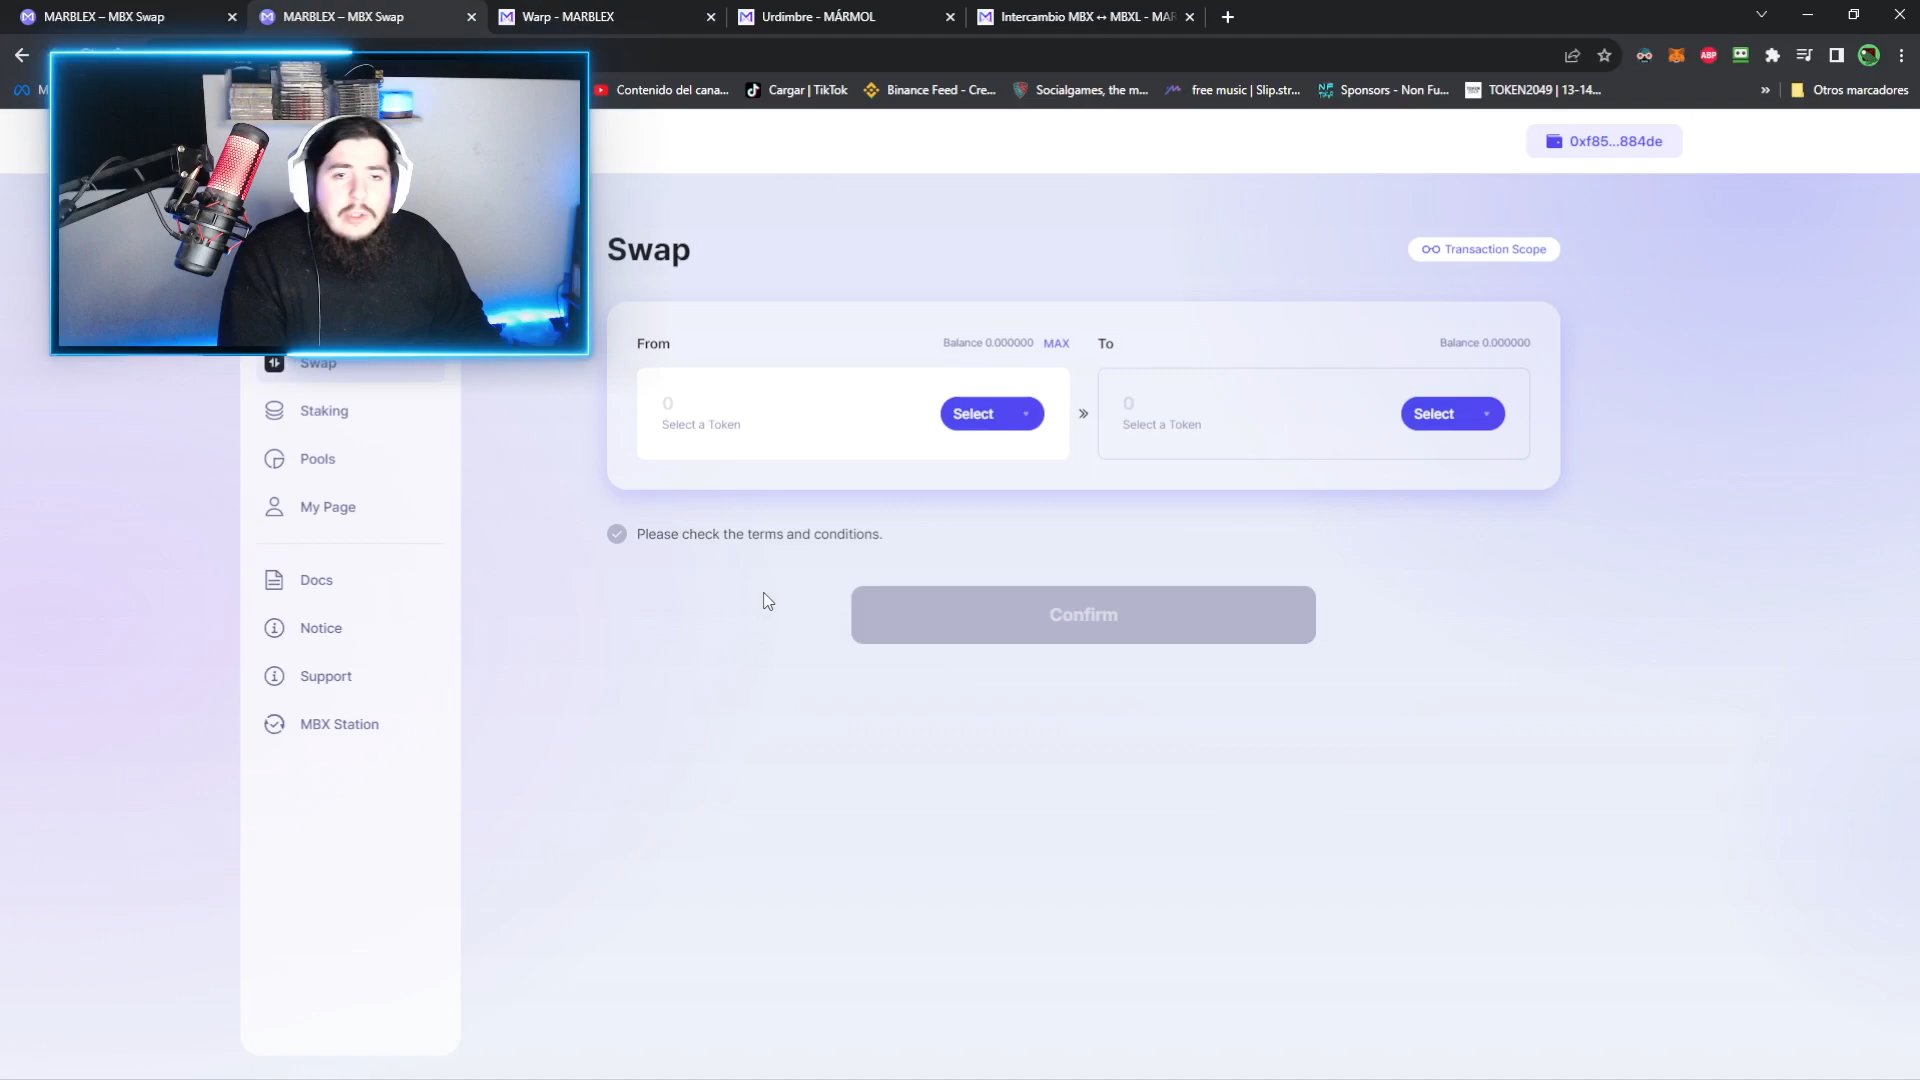 MARBLEX – MBX Swap
MARBLEX – MBX Swap
Warp - MARBLEX
Urdimbre - MÁRMOL
Intercambio MBX ↔ MBXL - MAR
M
Contenido del cana...
Cargar | TikTok
Binance Feed - Cre...
Socialgames, the m...
free music | Slip.str...
Sponsors - Non Fu...
TOKEN2049 | 13-14...
»
Otros marcadores
ABP
0xf85...884de
Swap
Transaction Scope
From
Balance 0.000000 MAX
To
Balance 0.000000
0
Select a Token
Select
»
0
Select a Token
Select
Please check the terms and conditions.
Confirm
Swap
Staking
Pools
My Page
Docs
Notice
Support
MBX Station